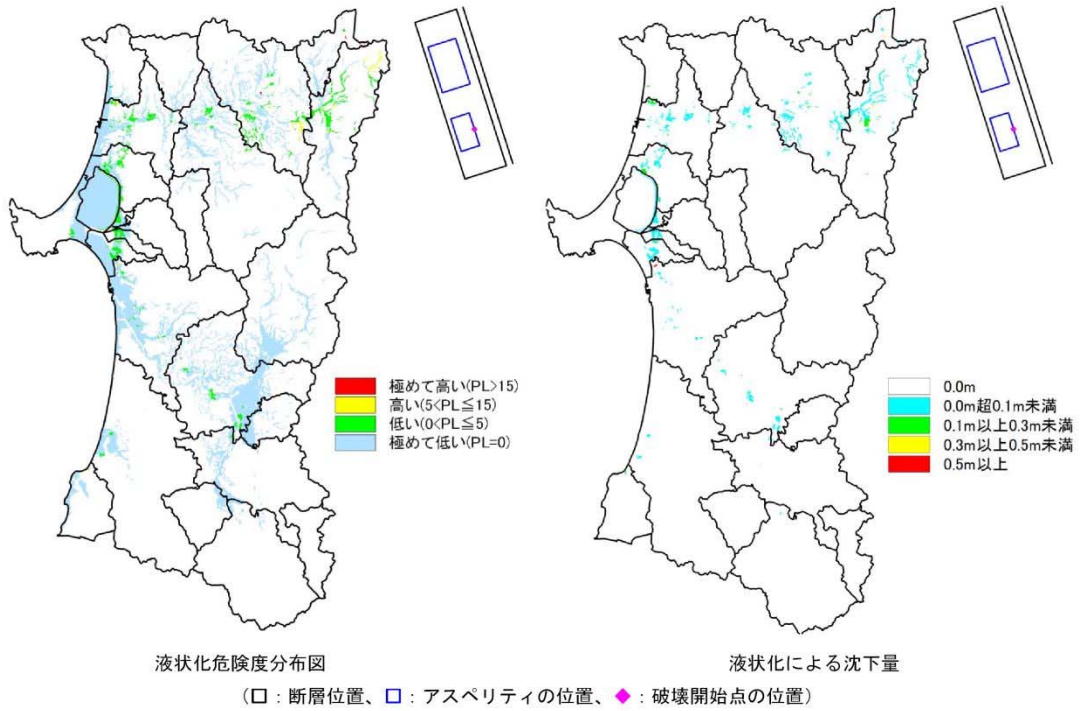 極めて高い(PL>15)
高い(5<PL≦15)
低い(0<PL≦5)
極めて低い(PL=0)
0.0m
0.0m超0.1m未満
0.1m以上0.3m未満
0.3m以上0.5m未満
0.5m以上
液状化危険度分布図
液状化による沈下量
(□:断層位置、□:アスペリティの位置、◆:破壊開始点の位置)